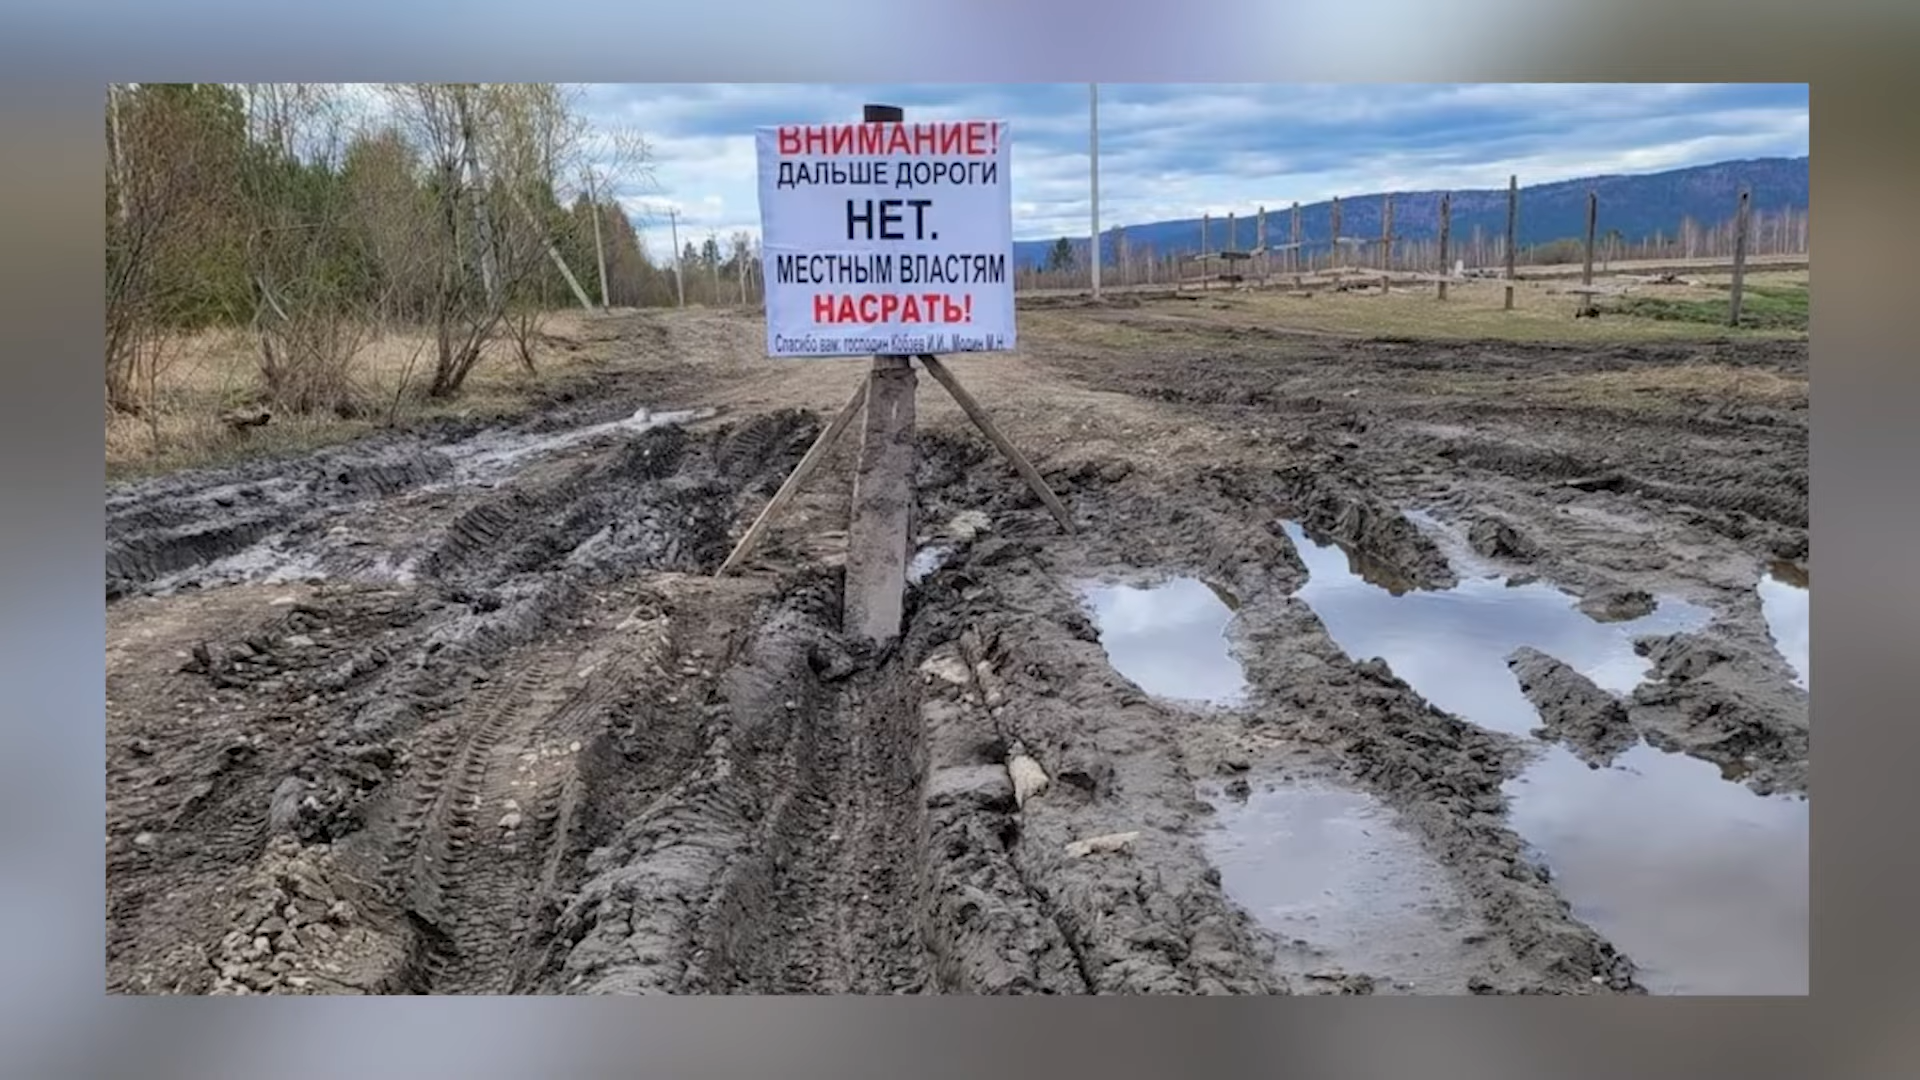 ВНИМАНИЕ!
ДАЛЬШЕ ДОРОГИ
НЕТ.
МЕСТНЫМ ВЛАСТЯМ
НАСРАТЬ!
Спасибо вам: господин Кобзев И.И., Модин М.Н.